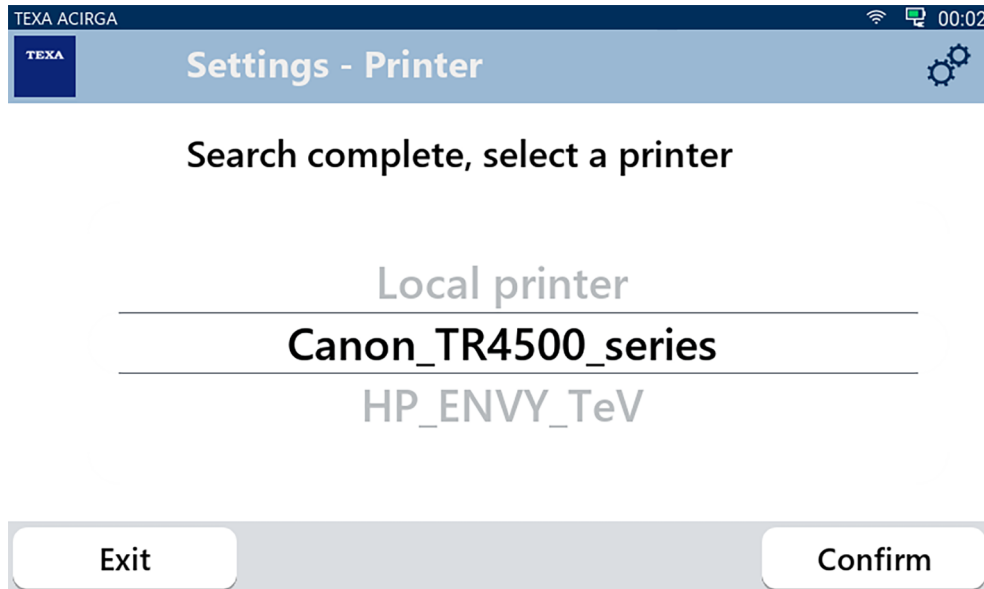 TEXA ACIRGA 00:02
TEXA
Settings - Printer
Search complete, select a printer
Local printer
Canon_TR4500_series
HP_ENVY_TeV
Exit Confirm